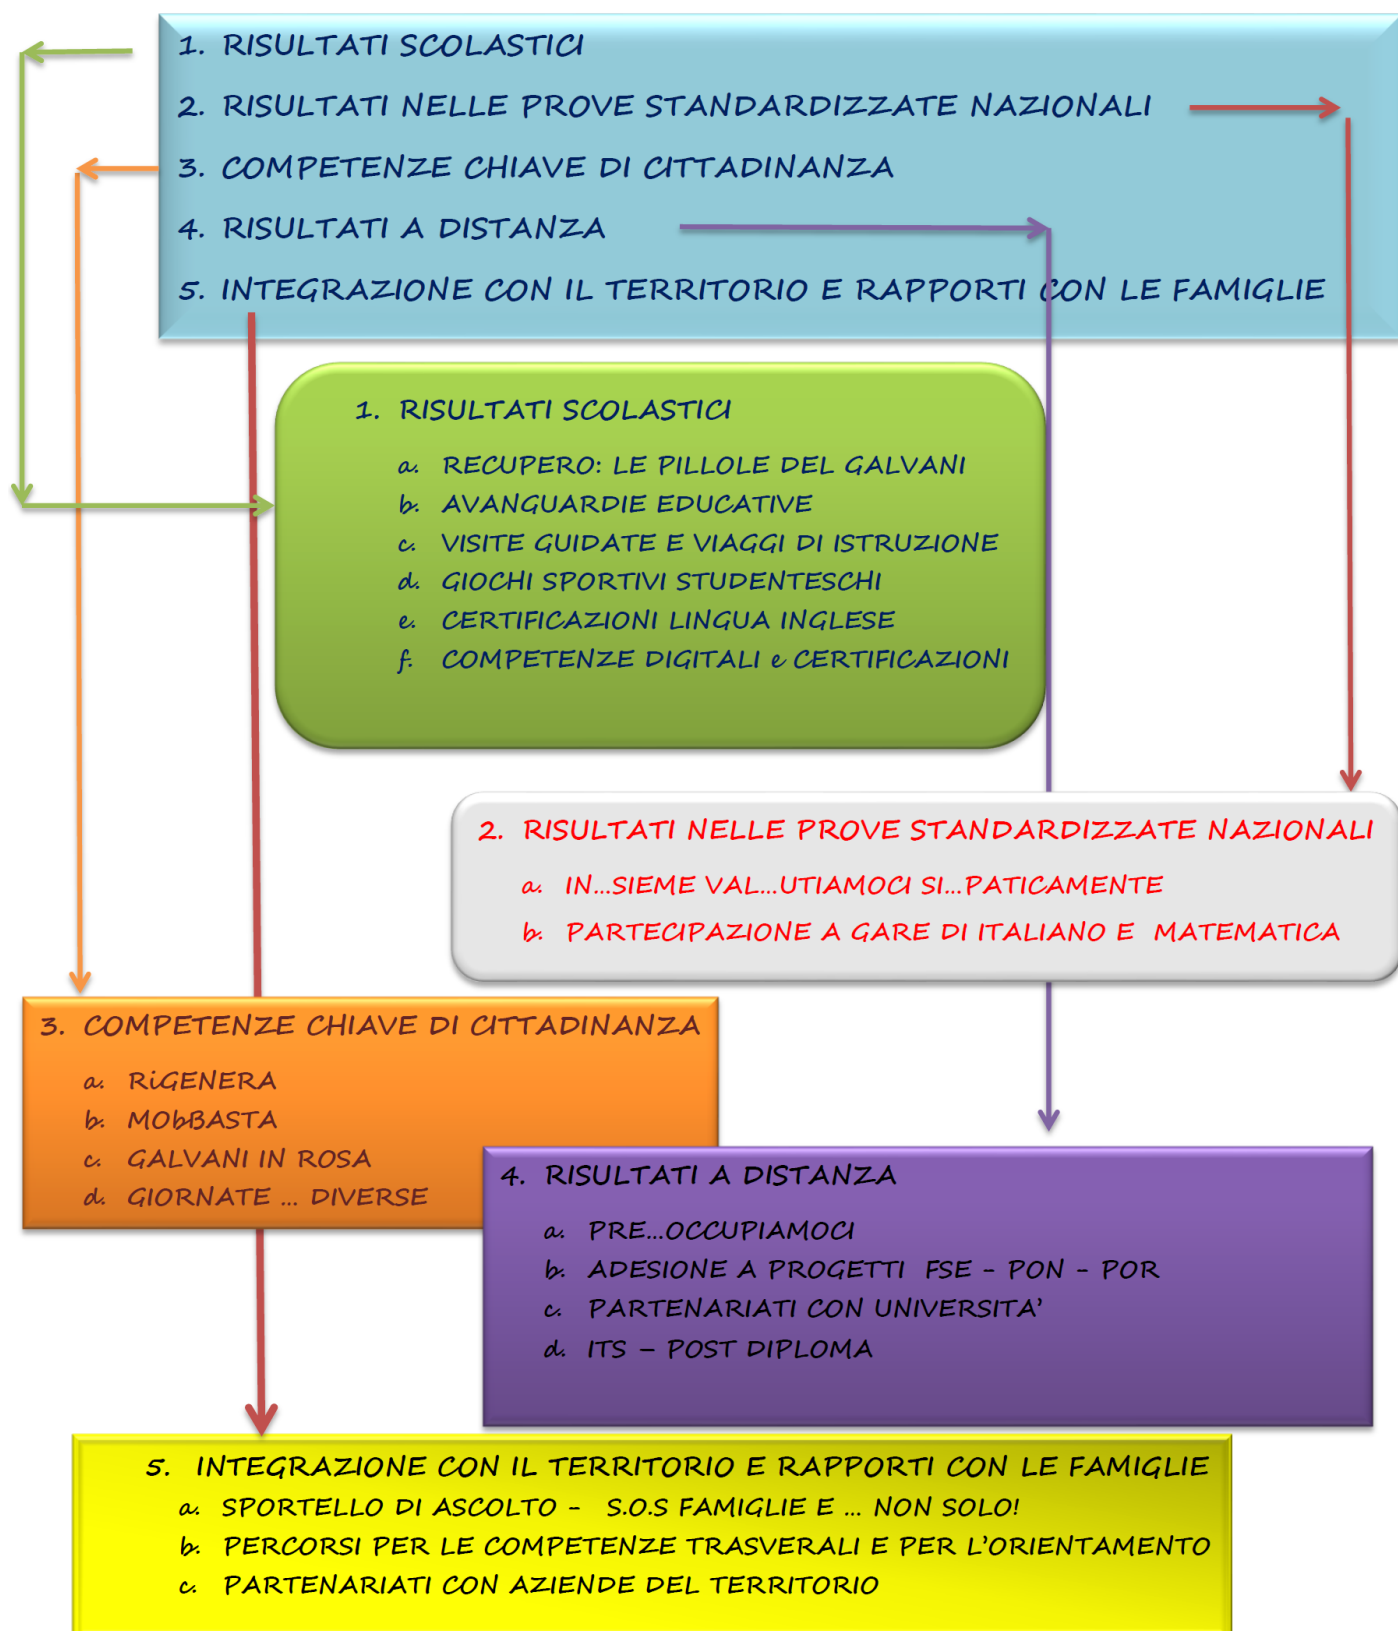 1. RISULTATI SCOLASTICI
2. RISULTATI NELLE PROVE STANDARDIZZATE NAZIONALI
3. COMPETENZE CHIAVE DI CITTADINANZA
4. RISULTATI A DISTANZA
5. INTEGRAZIONE CON IL TERRITORIO E RAPPORTI CON LE FAMIGLIE
1. RISULTATI SCOLASTICI
a. RECUPERO: LE PILLOLE DEL GALVANI
b. AVANGUARDIE EDUCATIVE
c. VISITE GUIDATE E VIAGGI DI ISTRUZIONE
d. GIOCHI SPORTIVI STUDENTESCHI
e. CERTIFICAZIONI LINGUA INGLESE
f. COMPETENZE DIGITALI e CERTIFICAZIONI
2. RISULTATI NELLE PROVE STANDARDIZZATE NAZIONALI
a. IN...SIEME VAL...UTIAMOCI SI...PATICAMENTE
b. PARTECIPAZIONE A GARE DI ITALIANO E MATEMATICA
3. COMPETENZE CHIAVE DI CITTADINANZA
a. RiGENERA
b. MObBASTA
c. GALVANI IN ROSA
d. GIORNATE ... DIVERSE
4. RISULTATI A DISTANZA
a. PRE...OCCUPIAMOCI
b. ADESIONE A PROGETTI FSE - PON - POR
c. PARTENARIATI CON UNIVERSITA'
d. ITS – POST DIPLOMA
5. INTEGRAZIONE CON IL TERRITORIO E RAPPORTI CON LE FAMIGLIE
a. SPORTELLO DI ASCOLTO - S.O.S FAMIGLIE E ... NON SOLO!
b. PERCORSI PER LE COMPETENZE TRASVERALI E PER L'ORIENTAMENTO
c. PARTENARIATI CON AZIENDE DEL TERRITORIO